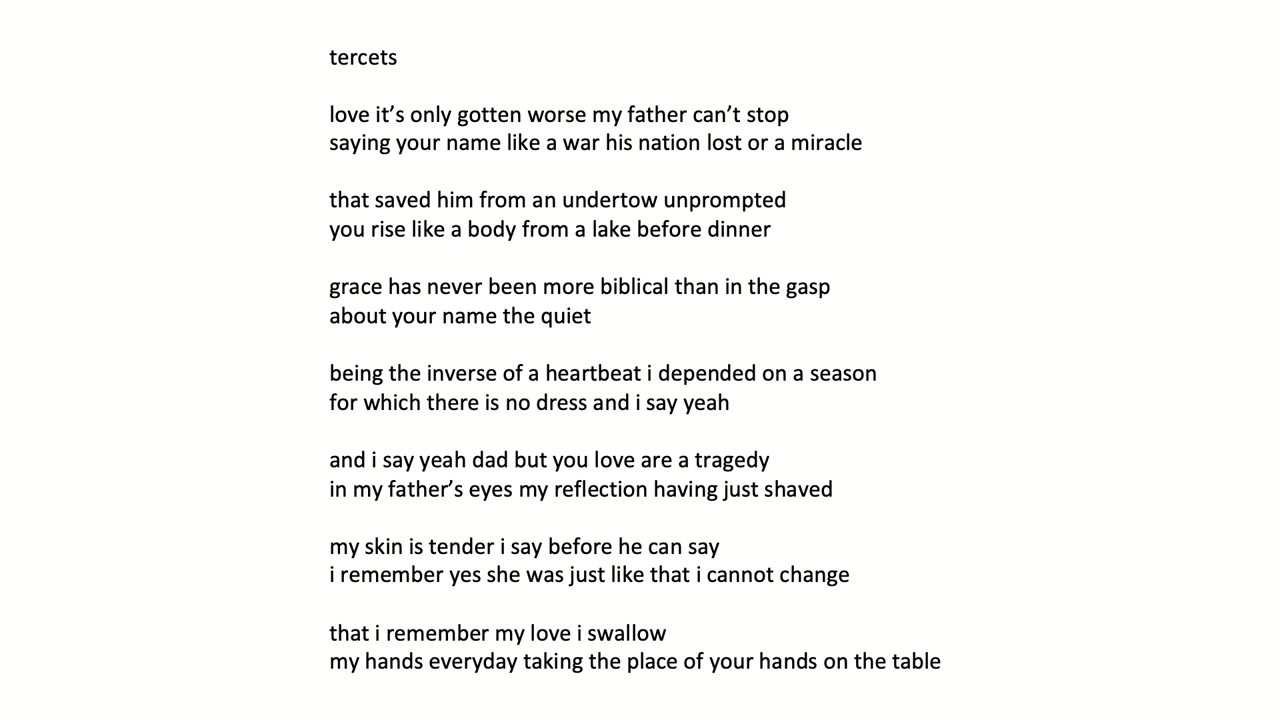 tercets
love it’s only gotten worse my father can’t stop
saying your name like a war his nation lost or a miracle
that saved him from an undertow unprompted
you rise like a body from a lake before dinner
grace has never been more biblical than in the gasp
about your name the quiet
being the inverse of a heartbeat i depended on a season
for which there is no dress and i say yeah
and i say yeah dad but you love are a tragedy
in my father’s eyes my reflection having just shaved
my skin is tender i say before he can say
i remember yes she was just like that i cannot change
that i remember my love i swallow
my hands everyday taking the place of your hands on the table